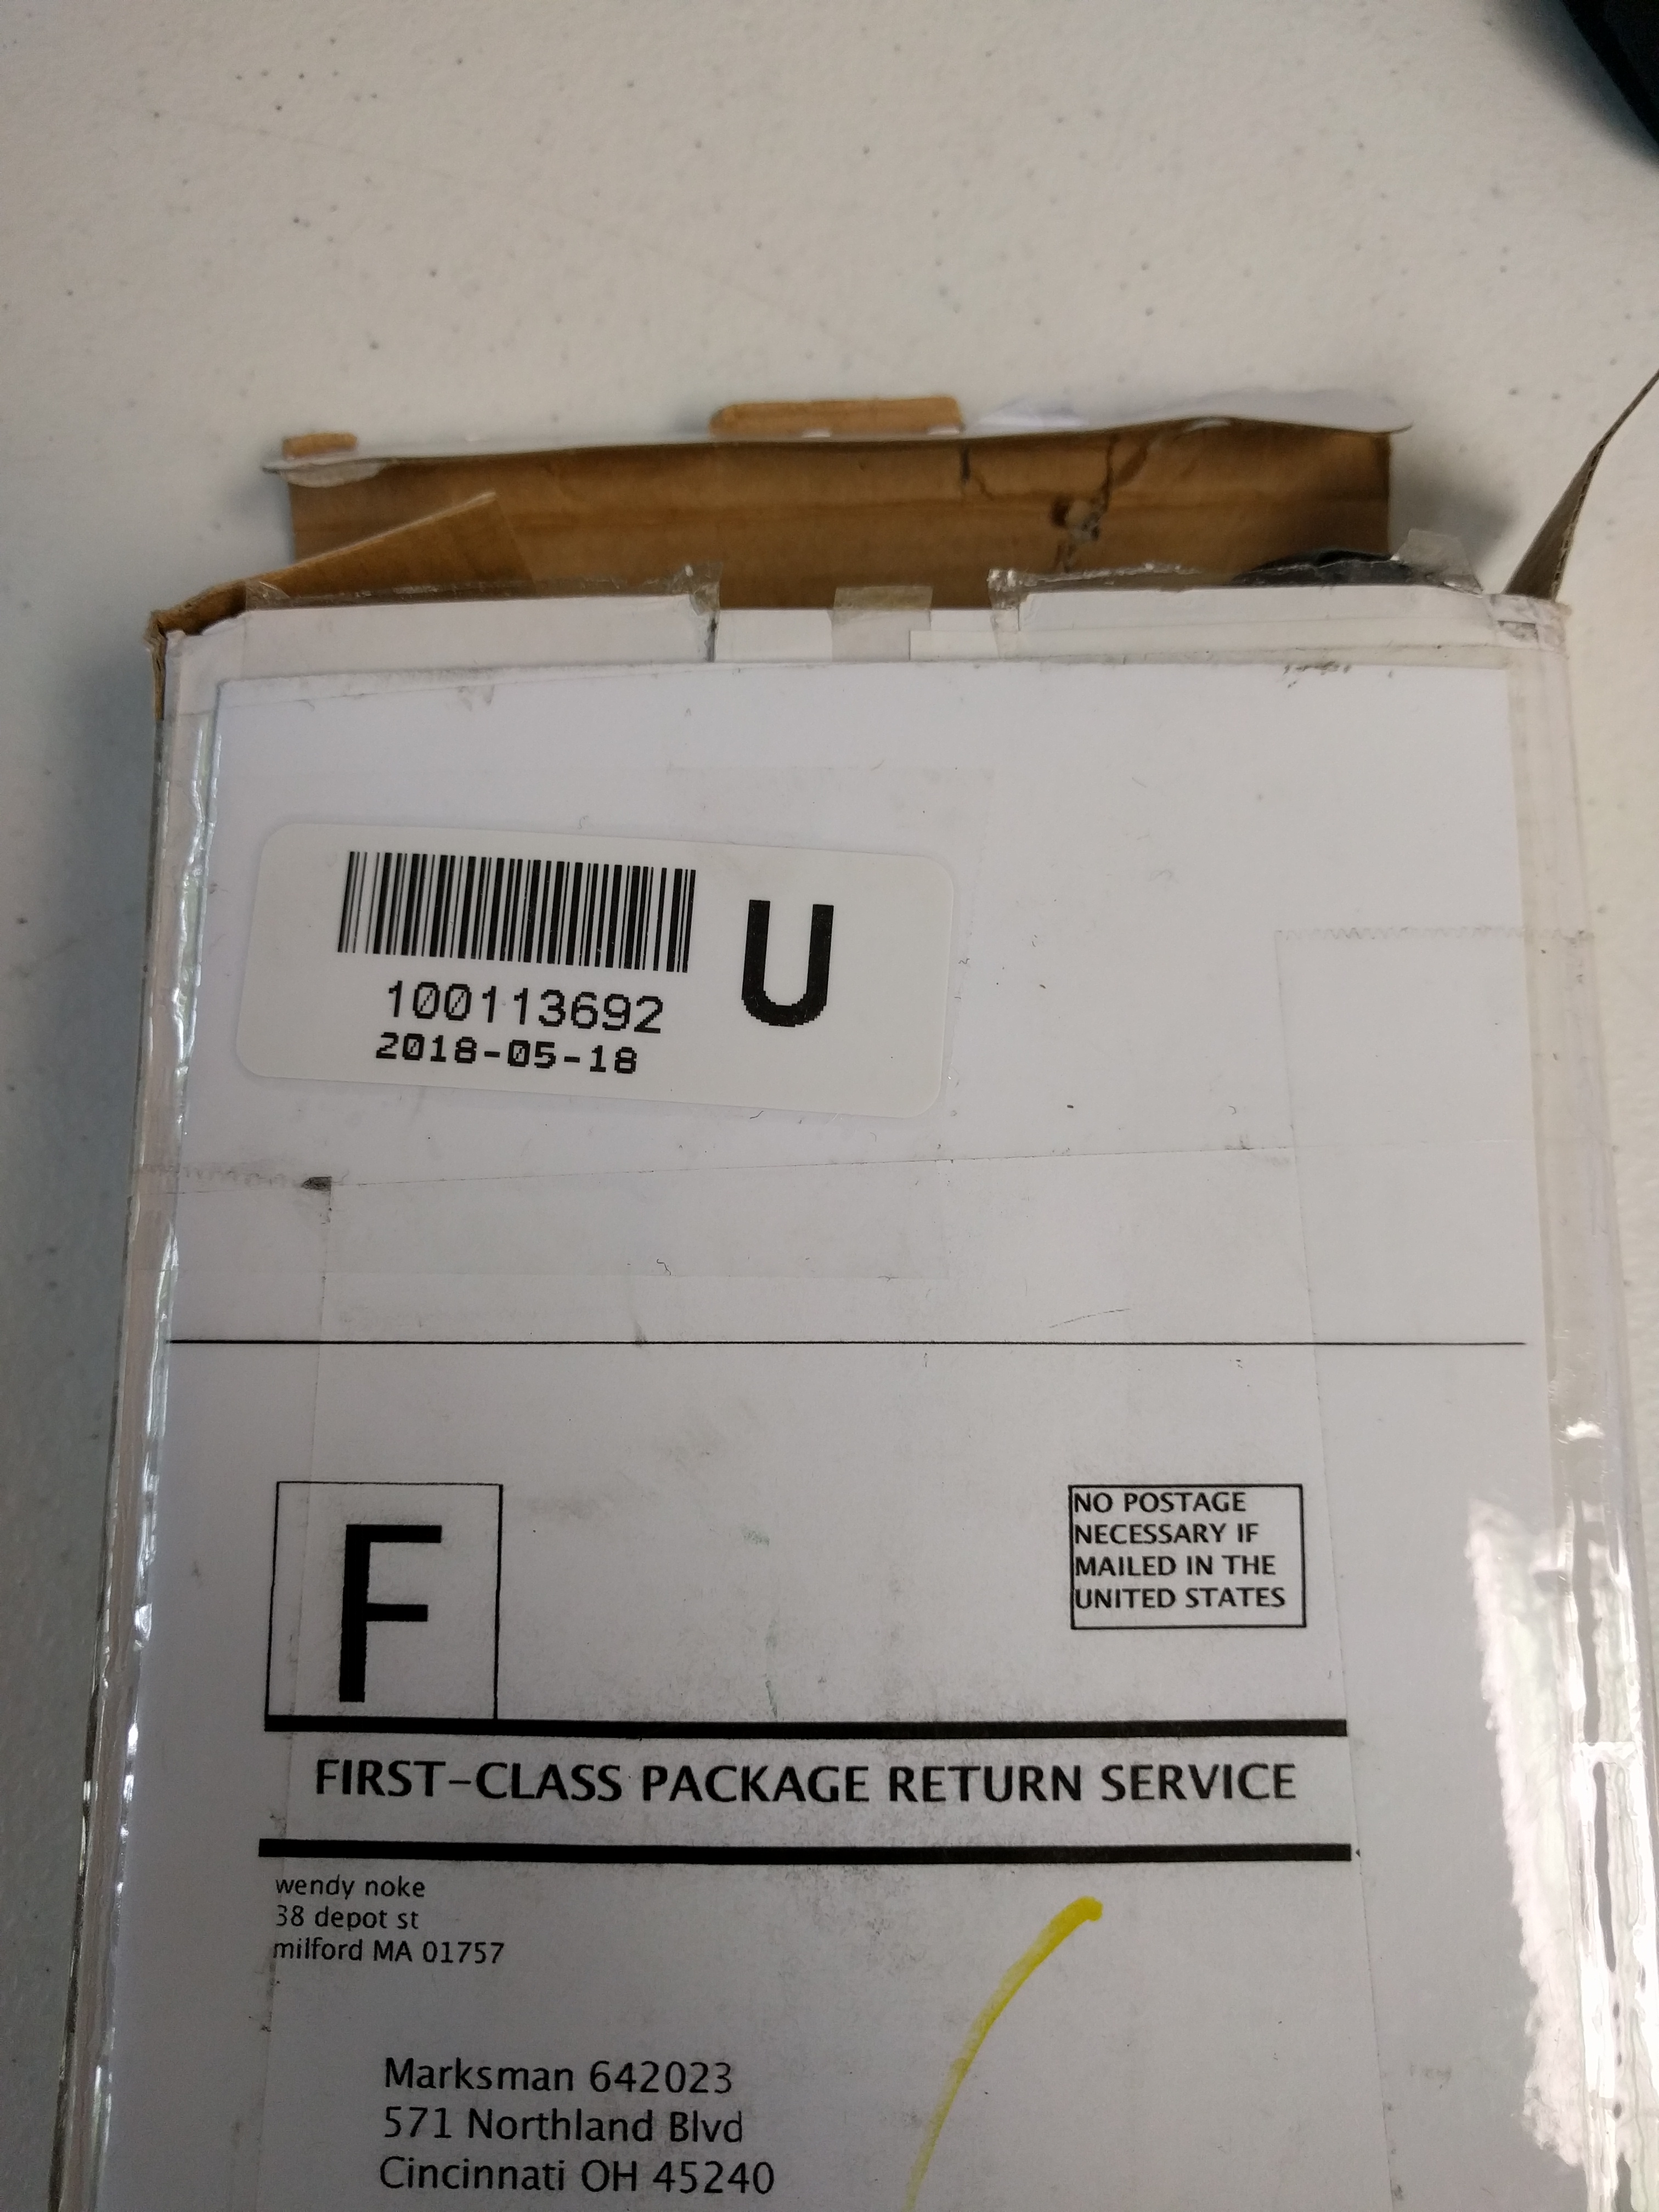 100113692
2018-05-18
U
F
NO POSTAGE
NECESSARY IF
MAILED IN THE
UNITED STATES
FIRST-CLASS PACKAGE RETURN SERVICE
wendy noke
38 depot st
milford MA 01757
Marksman 642023
571 Northland Blvd
Cincinnati OH 45240